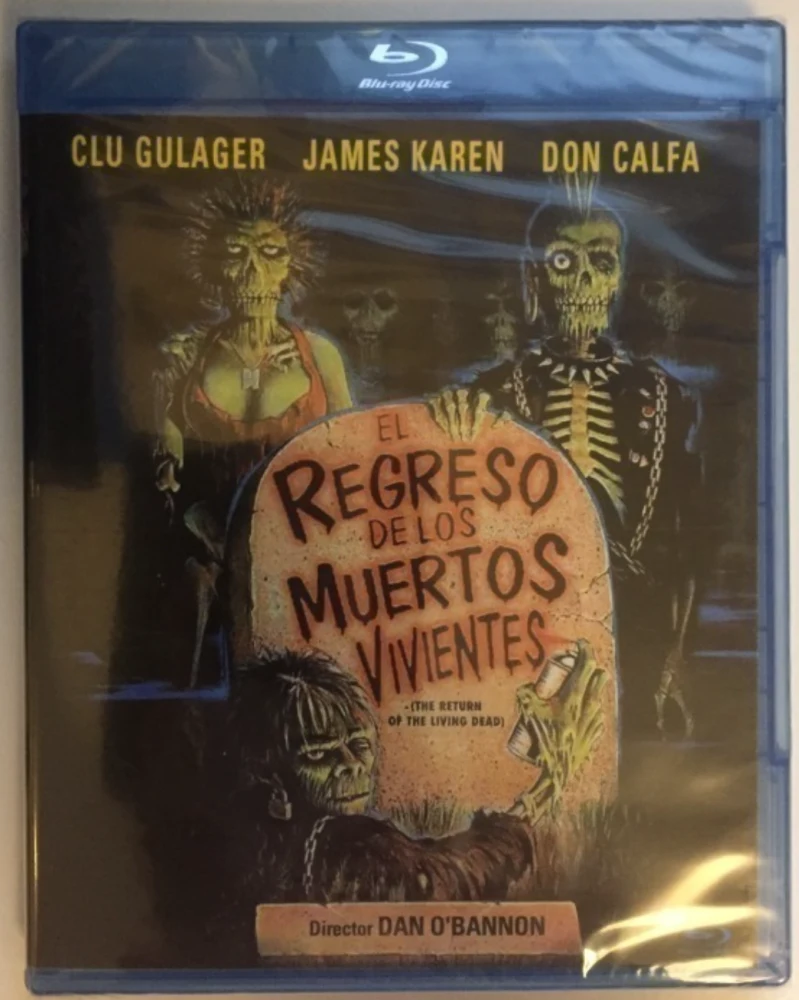 Blu-ray Disc
CLU GULAGER JAMES KAREN DON CALFA
EL
REGRESO
DE LOS
MUERTOS
VIVIENTES
-(THE RETURN
OF THE LIVING DEAD)
Director DAN O'BANNON